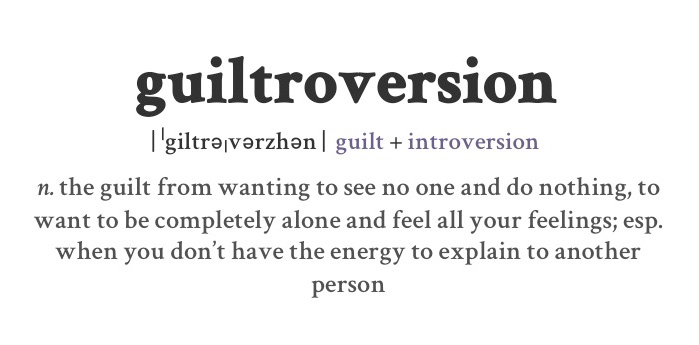 guiltroversion
|ˈgiltrəˌvərzhən| guilt + introversion
n. the guilt from wanting to see no one and do nothing, to
want to be completely alone and feel all your feelings; esp.
when you don’t have the energy to explain to another
person